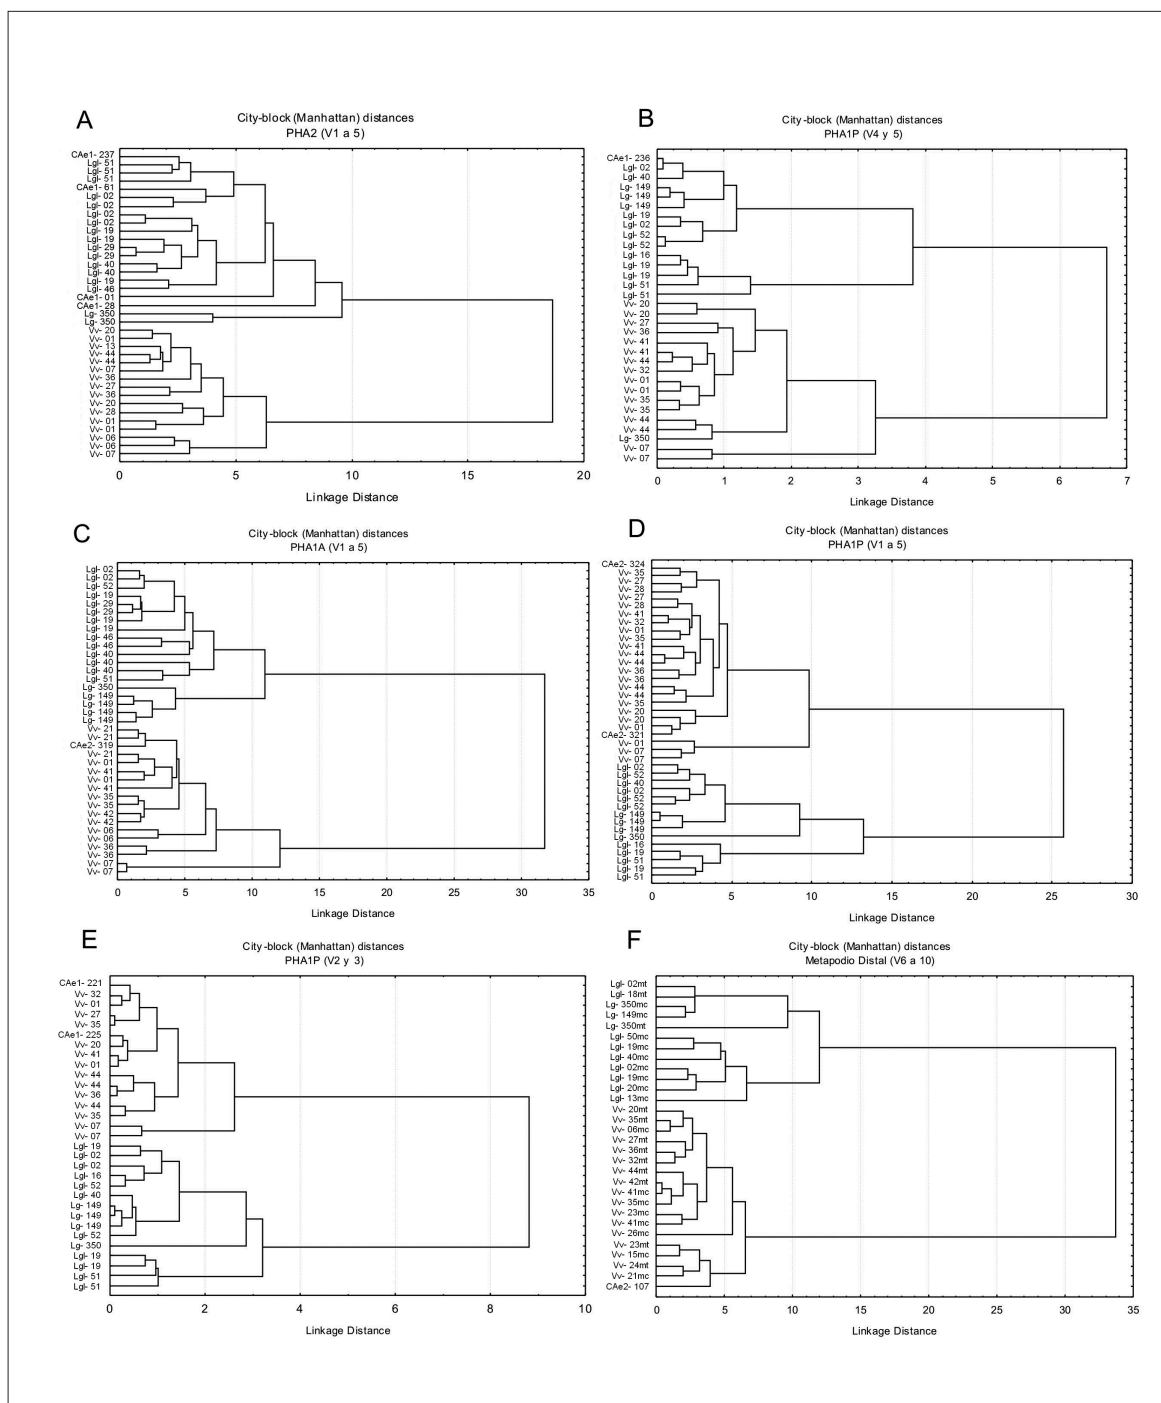 A
City-block (Manhattan) distances
PHA2 (V1 a 5)
CAe1- 237
Lgl- 51
Lgl- 51
Lgl- 51
CAe1- 61
Lgl- 02
Lgl- 02
Lgl- 02
Lgl- 02
Lgl- 19
Lgl- 19
Lgl- 29
Lgl- 29
Lgl- 40
Lgl- 40
Lgl- 19
Lgl- 46
CAe1- 01
CAe1- 28
Lg- 350
Lg- 350
Vv- 20
Vv- 01
Vv- 13
Vv- 44
Vv- 44
Vv- 07
Vv- 36
Vv- 27
Vv- 36
Vv- 20
Vv- 28
Vv- 01
Vv- 01
Vv- 06
Vv- 06
Vv- 07
0 5 10 15 20
Linkage Distance
B
City-block (Manhattan) distances
PHA1P (V4 y 5)
CAe1- 236
Lgl- 02
Lgl- 40
Lg- 149
Lg- 149
Lg- 149
Lgl- 19
Lgl- 02
Lgl- 52
Lgl- 52
Lgl- 16
Lgl- 19
Lgl- 19
Lgl- 51
Lgl- 51
Vv- 20
Vv- 20
Vv- 27
Vv- 36
Vv- 41
Vv- 41
Vv- 44
Vv- 32
Vv- 01
Vv- 01
Vv- 35
Vv- 35
Vv- 44
Vv- 44
Lg- 350
Vv- 07
Vv- 07
0 1 2 3 4 5 6 7
Linkage Distance
C
City-block (Manhattan) distances
PHA1A (V1 a 5)
Lgl- 02
Lgl- 02
Lgl- 52
Lgl- 19
Lgl- 29
Lgl- 29
Lgl- 19
Lgl- 19
Lgl- 46
Lgl- 46
Lgl- 40
Lgl- 40
Lgl- 40
Lgl- 51
Lg- 350
Lg- 149
Lg- 149
Lg- 149
Lg- 149
Vv- 21
Vv- 21
CAe2- 319
Vv- 21
Vv- 01
Vv- 41
Vv- 01
Vv- 41
Vv- 35
Vv- 35
Vv- 42
Vv- 42
Vv- 06
Vv- 06
Vv- 36
Vv- 36
Vv- 07
Vv- 07
0 5 10 15 20 25 30 35
Linkage Distance
D
City-block (Manhattan) distances
PHA1P (V1 a 5)
CAe2- 324
Vv- 35
Vv- 27
Vv- 28
Vv- 27
Vv- 28
Vv- 41
Vv- 32
Vv- 01
Vv- 35
Vv- 41
Vv- 44
Vv- 44
Vv- 36
Vv- 36
Vv- 44
Vv- 44
Vv- 35
Vv- 20
Vv- 20
Vv- 01
CAe2- 321
Vv- 01
Vv- 07
Vv- 07
Lgl- 02
Lgl- 52
Lgl- 40
Lgl- 02
Lgl- 52
Lgl- 52
Lg- 149
Lg- 149
Lg- 149
Lg- 350
Lgl- 16
Lgl- 19
Lgl- 51
Lgl- 19
Lgl- 51
0 5 10 15 20 25 30
Linkage Distance
E
City-block (Manhattan) distances
PHA1P (V2 y 3)
CAe1- 221
Vv- 32
Vv- 01
Vv- 27
Vv- 35
CAe1- 225
Vv- 20
Vv- 41
Vv- 01
Vv- 44
Vv- 44
Vv- 36
Vv- 44
Vv- 35
Vv- 07
Vv- 07
Lgl- 19
Lgl- 02
Lgl- 02
Lgl- 16
Lgl- 52
Lgl- 40
Lg- 149
Lg- 149
Lg- 149
Lgl- 52
Lg- 350
Lgl- 19
Lgl- 19
Lgl- 51
Lgl- 51
0 2 4 6 8 10
Linkage Distance
F
City-block (Manhattan) distances
Metapodio Distal (V6 a 10)
Lgl- 02mt
Lgl- 18mt
Lg- 350mc
Lg- 149mc
Lg- 350mt
Lgl- 50mc
Lgl- 19mc
Lgl- 40mc
Lgl- 02mc
Lgl- 19mc
Lgl- 20mc
Lgl- 13mc
Vv- 20mt
Vv- 35mt
Vv- 06mc
Vv- 27mt
Vv- 36mt
Vv- 32mt
Vv- 44mt
Vv- 42mt
Vv- 41mc
Vv- 35mc
Vv- 23mc
Vv- 41mc
Vv- 26mc
Vv- 23mt
Vv- 15mc
Vv- 24mt
Vv- 21mc
CAe2- 107
0 5 10 15 20 25 30 35
Linkage Distance